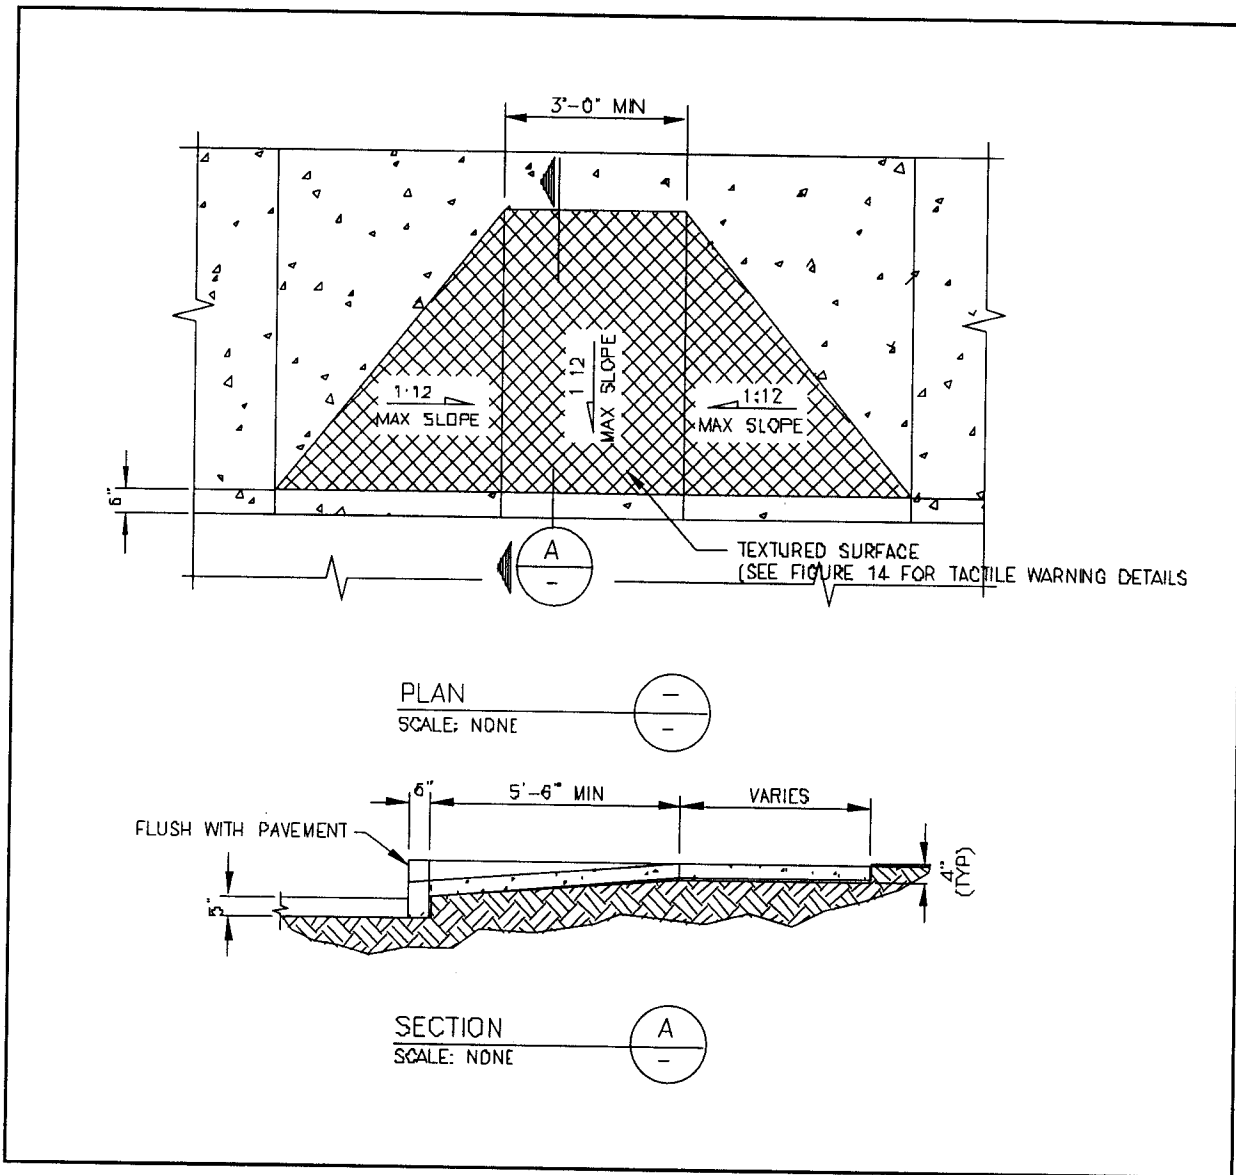 3'-0" MIN
1:12
MAX SLOPE
1:12
MAX SLOPE
1:12
MAX SLOPE
6"
A
-
TEXTURED SURFACE
(SEE FIGURE 14 FOR TACTILE WARNING DETAILS
PLAN
SCALE: NONE
-
-
6"
5'-6" MIN
VARIES
FLUSH WITH PAVEMENT
4"
(TYP)
5"
SECTION
SCALE: NONE
A
-